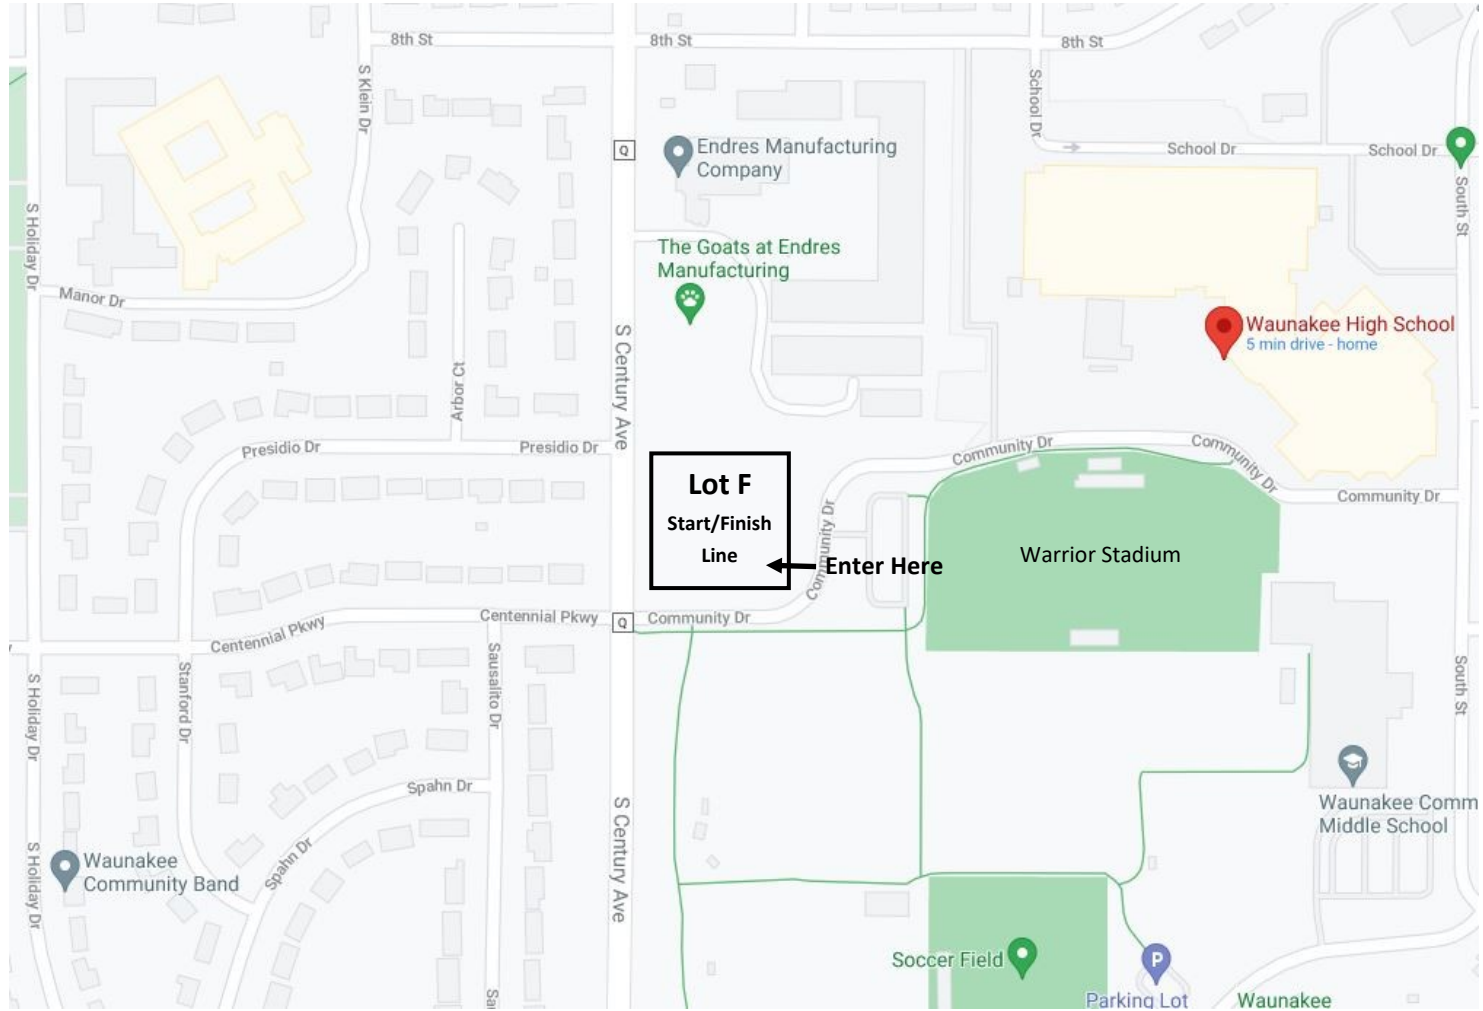 8th St
8th St
8th St
S Klein Dr
School Dr
Q
Endres Manufacturing
Company
School Dr
School Dr
South St
S Holiday Dr
The Goats at Endres
Manufacturing
Manor Dr
Waunakee High School
5 min drive - home
S Century Ave
Arbor Ct
Presidio Dr
Presidio Dr
Community Dr
Community Dr
Community Dr
Lot F
Start/Finish
Line
Community Dr
Enter Here
Warrior Stadium
Centennial Pkwy
Centennial Pkwy
Q
Community Dr
S Holiday Dr
Stanford Dr
Sausalito Dr
South St
Spahn Dr
Spahn Dr
S Century Ave
Waunakee Comm
Middle School
S Holiday Dr
Waunakee
Community Band
Soccer Field
P
Parking Lot
Waunakee
Sau